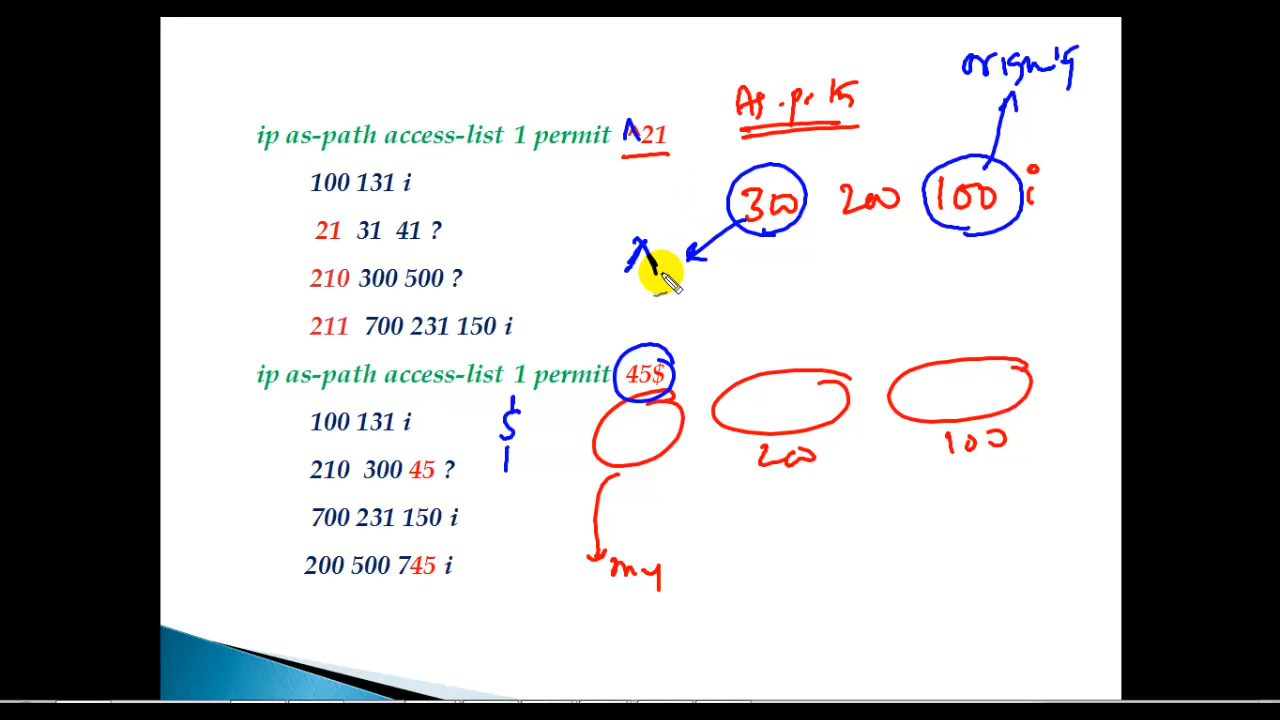 origin'g
As-path
ip as-path access-list 1 permit ^21
100 131 i
300 200 100 i
21 31 41 ?
210 300 500 ?
^
211 700 231 150 i
ip as-path access-list 1 permit 45$
100 131 i
$
200
100
210 300 45 ?
700 231 150 i
200 500 745 i
my